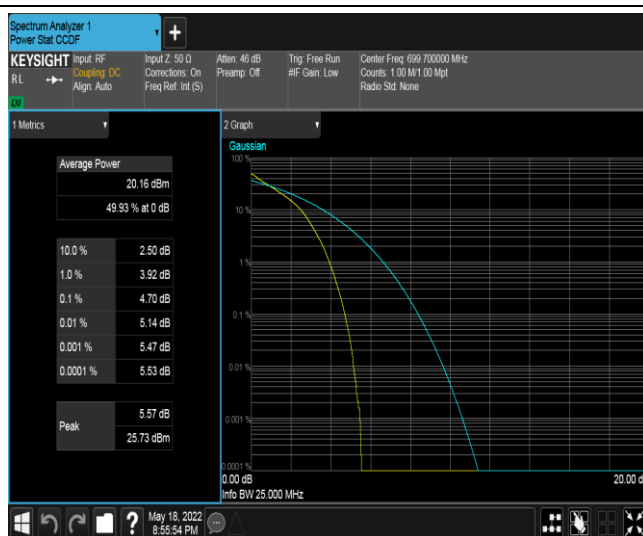 Spectrum Analyzer 1
Power Stat CCDF
+
KEYSIGHT
RL
LXI
Input: RF
Coupling: DC
Align: Auto
Input Z: 50 Ω
Corrections: On
Freq Ref: Int (S)
Atten: 46 dB
Preamp: Off
Trig: Free Run
#IF Gain: Low
Center Freq: 699.700000 MHz
Counts: 1.00 M/1.00 Mpt
Radio Std: None
1 Metrics
Average Power
20.16 dBm
49.93 % at 0 dB
10.0 % 2.50 dB
1.0 % 3.92 dB
0.1 % 4.70 dB
0.01 % 5.14 dB
0.001 % 5.47 dB
0.0001 % 5.53 dB
Peak
5.57 dB
25.73 dBm
2 Graph
Gaussian
100 %
10 %
1 %
0.1 %
0.01 %
0.001 %
0.0001 %
0.00 dB
20.00 d
Info BW 25.000 MHz
?
May 18, 2022
8:55:54 PM